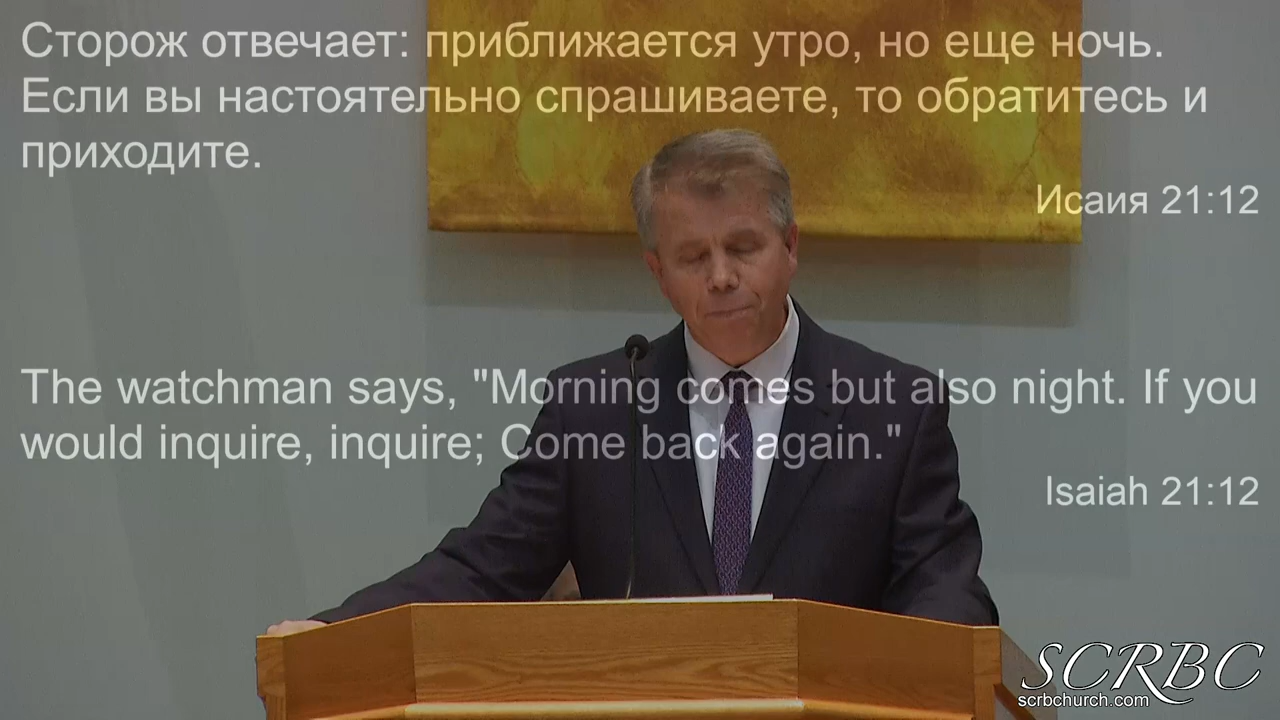 Сторож отвечает: приближается утро, но еще ночь.
Если вы настоятельно спрашиваете, то обратитесь и
приходите.
Исаия 21:12
The watchman says, "Morning comes but also night. If you
would inquire, inquire; Come back again."
Isaiah 21:12
SCRBC
scrbchurch.com